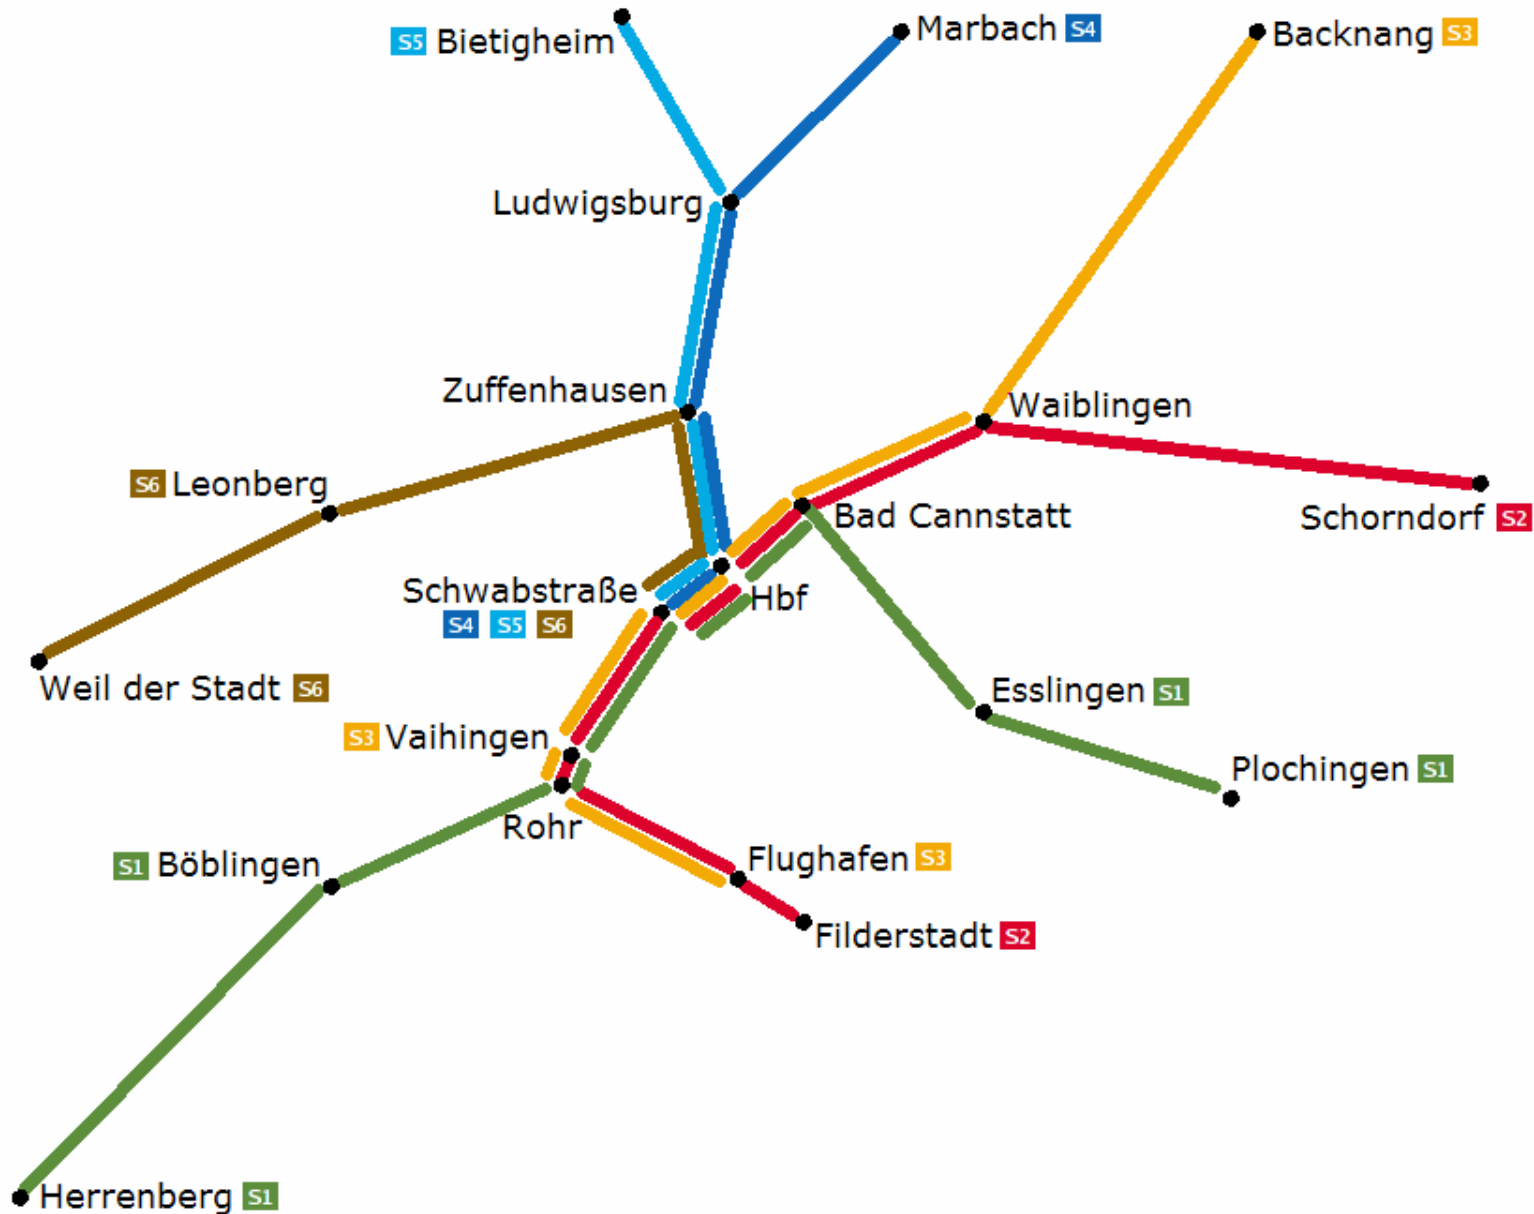 S5 Bietigheim
Marbach S4
Backnang S3
Ludwigsburg
Zuffenhausen
Waiblingen
S6 Leonberg
Bad Cannstatt
Schorndorf S2
Schwabstraße
S4 S5 S6
Hbf
Weil der Stadt S6
Esslingen S1
S3 Vaihingen
Plochingen S1
Rohr
S1 Böblingen
Flughafen S3
Filderstadt S2
Herrenberg S1